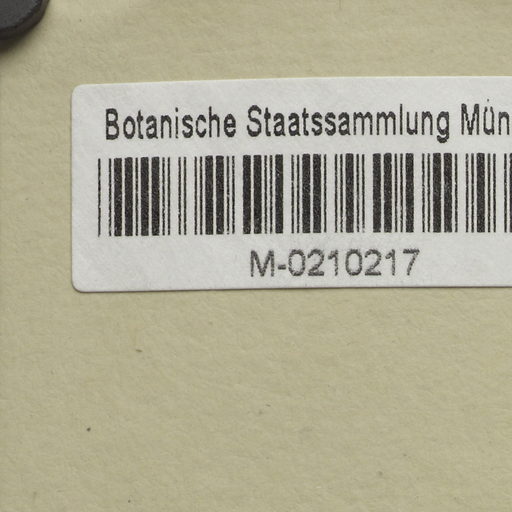 Botanische Staatssammlung Mün
M-0210217